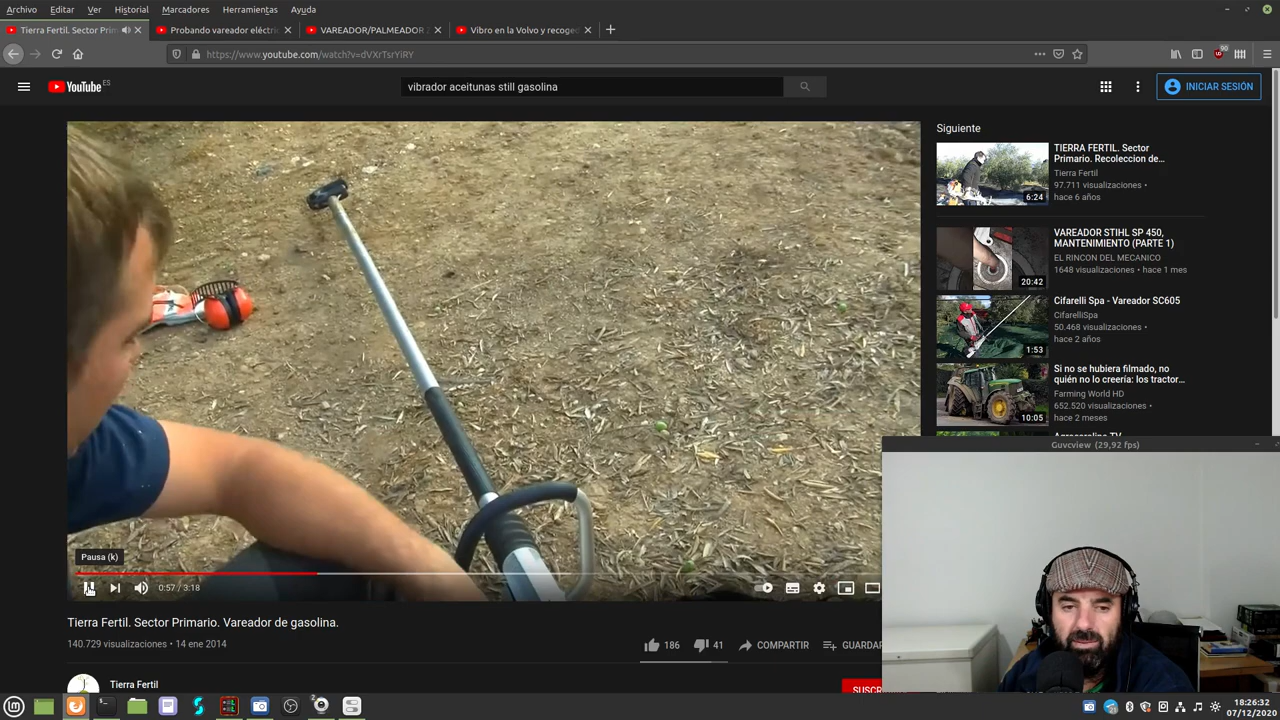 Archivo Editar Ver Historial Marcadores Herramientas Ayuda
Tierra Fertil. Sector Prim
Probando vareador eléctric
VAREADOR/PALMEADOR
Vibro en la Volvo y recoge
https://www.youtube.com/watch?v=dVXrTsrYiRY
90
YouTube ES
vibrador aceitunas still gasolina
INICIAR SESIÓN
Siguiente
TIERRA FERTIL. Sector
Primario. Recoleccion de...
Tierra Fertil
97.711 visualizaciones •
hace 6 años
6:24
VAREADOR STIHL SP 450,
MANTENIMIENTO (PARTE 1)
EL RINCON DEL MECANICO
1648 visualizaciones • hace 1 mes
20:42
Cifarelli Spa - Vareador SC605
CifarelliSpa
50.468 visualizaciones •
hace 2 años
1:53
Si no se hubiera filmado, no
quién no lo creería: los tractor...
Farming World HD
652.520 visualizaciones •
hace 2 meses
10:05
Guvcview (29,92 fps)
Pausa (k)
0:57 / 3:18
Tierra Fertil. Sector Primario. Vareador de gasolina.
140.729 visualizaciones • 14 ene 2014
186
41
COMPARTIR
GUARDAR
Tierra Fertil
18:26:32
07/12/2020